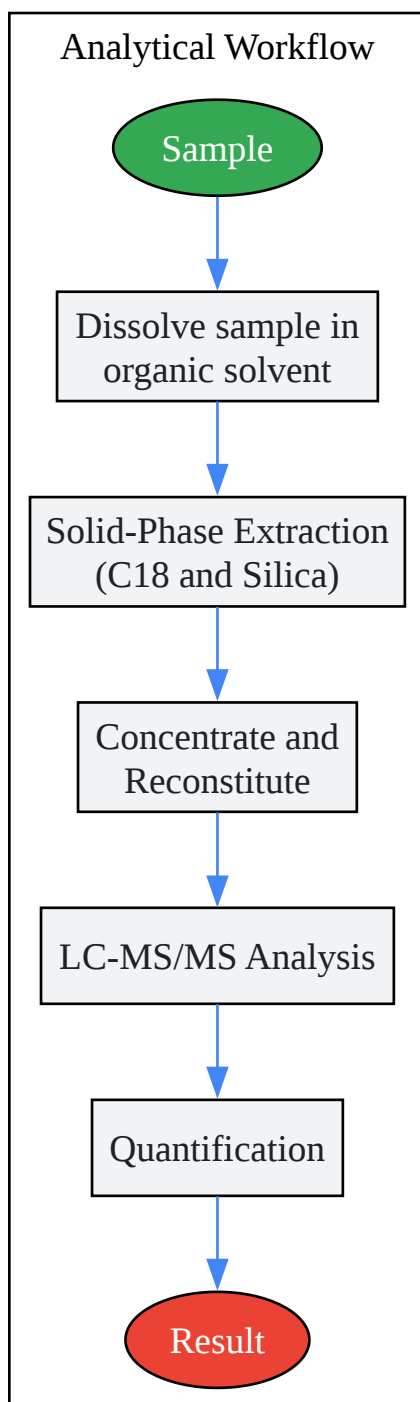 Analytical Workflow
Sample
Dissolve sample in
organic solvent
Solid-Phase Extraction
(C18 and Silica)
Concentrate and
Reconstitute
LC-MS/MS Analysis
Quantification
Result